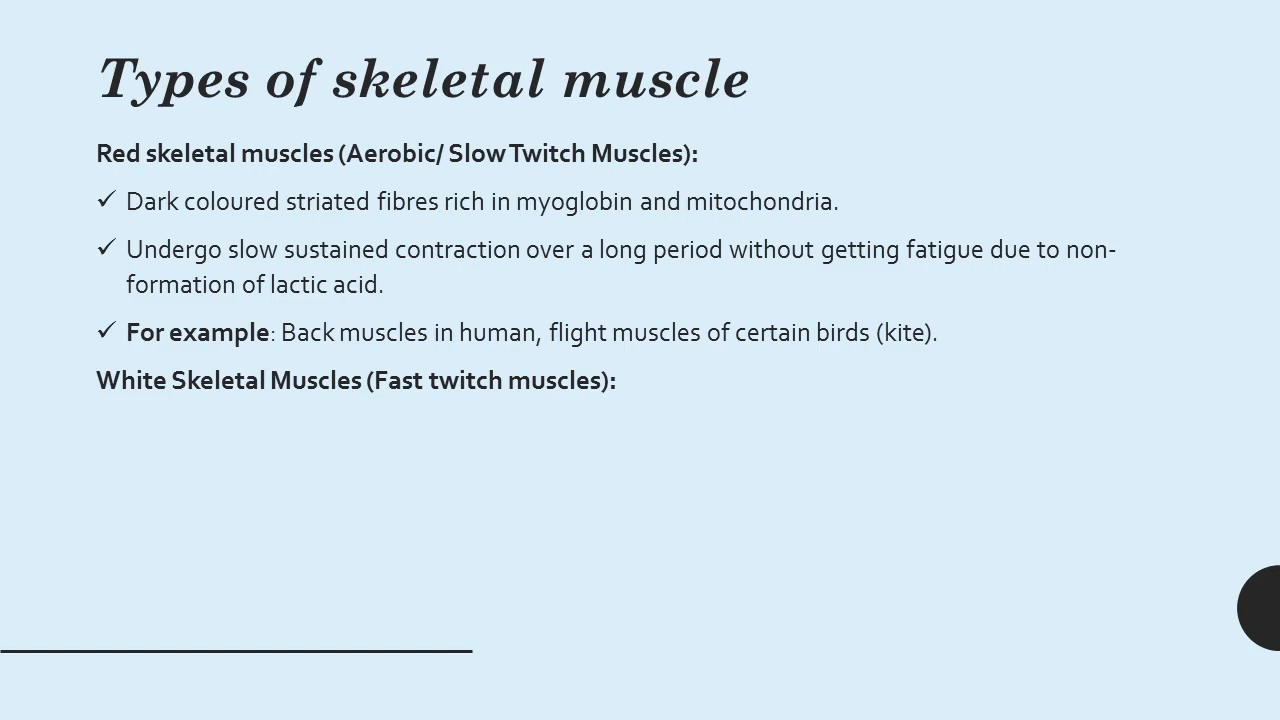 Types of skeletal muscle
Red skeletal muscles (Aerobic/ Slow Twitch Muscles):
✓ Dark coloured striated fibres rich in myoglobin and mitochondria.
✓ Undergo slow sustained contraction over a long period without getting fatigue due to non-
formation of lactic acid.
✓ For example: Back muscles in human, flight muscles of certain birds (kite).
White Skeletal Muscles (Fast twitch muscles):